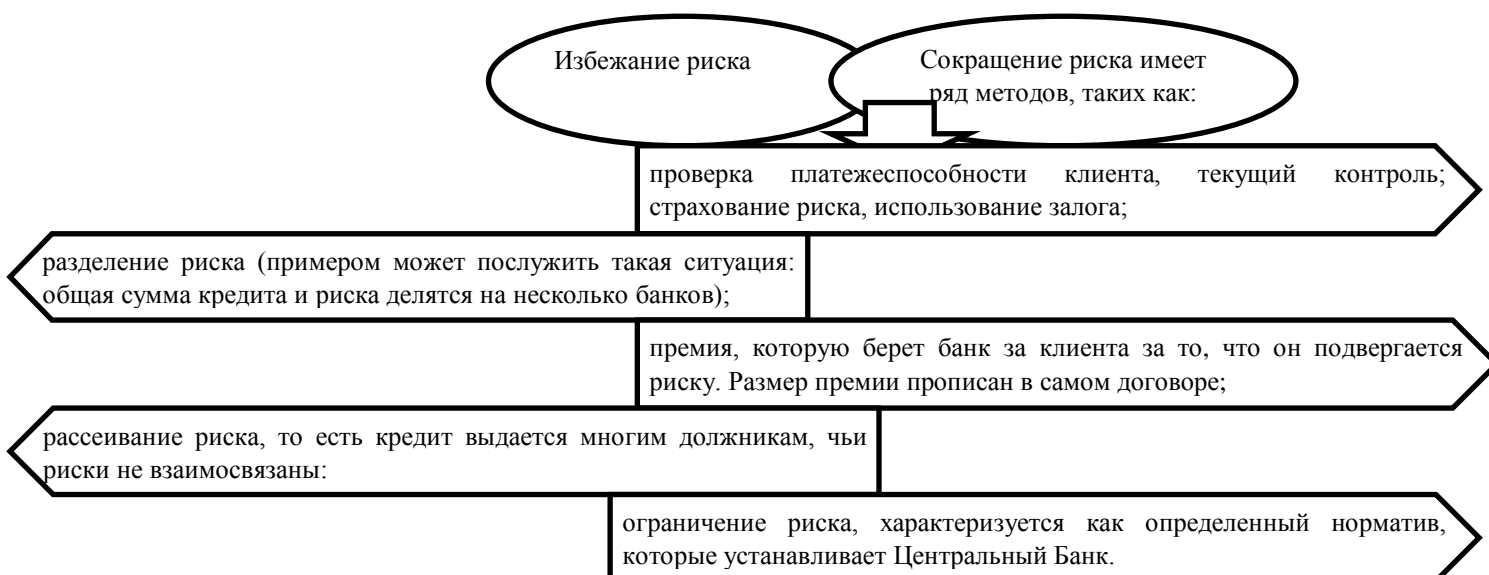 Избежание риска
Сокращение риска имеет
ряд методов, таких как:
проверка платежеспособности клиента, текущий контроль;
страхование риска, использование залога;
разделение риска (примером может послужить такая ситуация:
общая сумма кредита и риска делятся на несколько банков);
премия, которую берет банк за клиента за то, что он подвергается
риску. Размер премии прописан в самом договоре;
рассеивание риска, то есть кредит выдается многим должникам, чьи
риски не взаимосвязаны:
ограничение риска, характеризуется как определенный норматив,
которые устанавливает Центральный Банк.